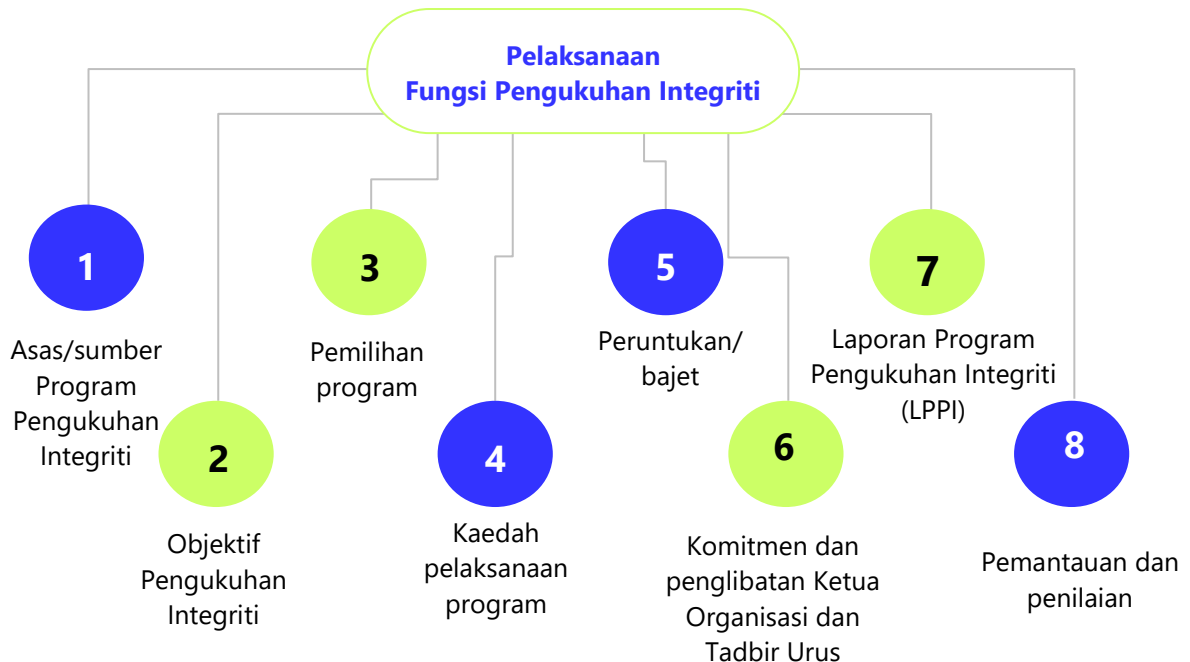 Pelaksanaan
Fungsi Pengukuhan Integriti
1
Asas/sumber
Program
Pengukuhan
Integriti
2
Objektif
Pengukuhan
Integriti
3
Pemilihan
program
4
Kaedah
pelaksanaan
program
5
Peruntukan/
bajet
6
Komitmen dan
penglibatan Ketua
Organisasi dan
Tadbir Urus
7
Laporan Program
Pengukuhan Integriti
(LPPI)
8
Pemantauan dan
penilaian